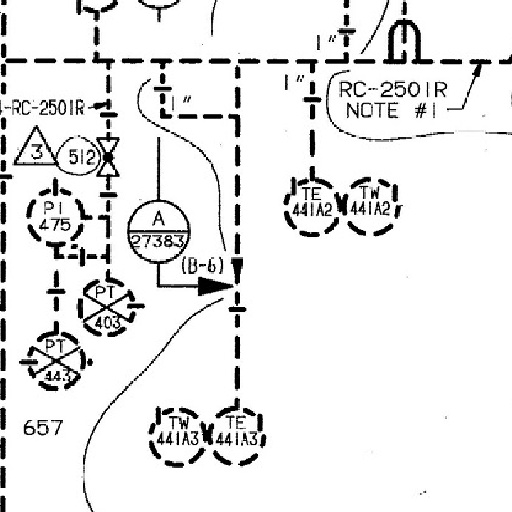 1"
1"
1"
RC-2501R
NOTE #1
4-RC-2501R
3
512
PI
475
A
27383
(B-6)
TE
441A2
TW
441A2
PT
403
PT
443
657
TW
441A3
TE
441A3